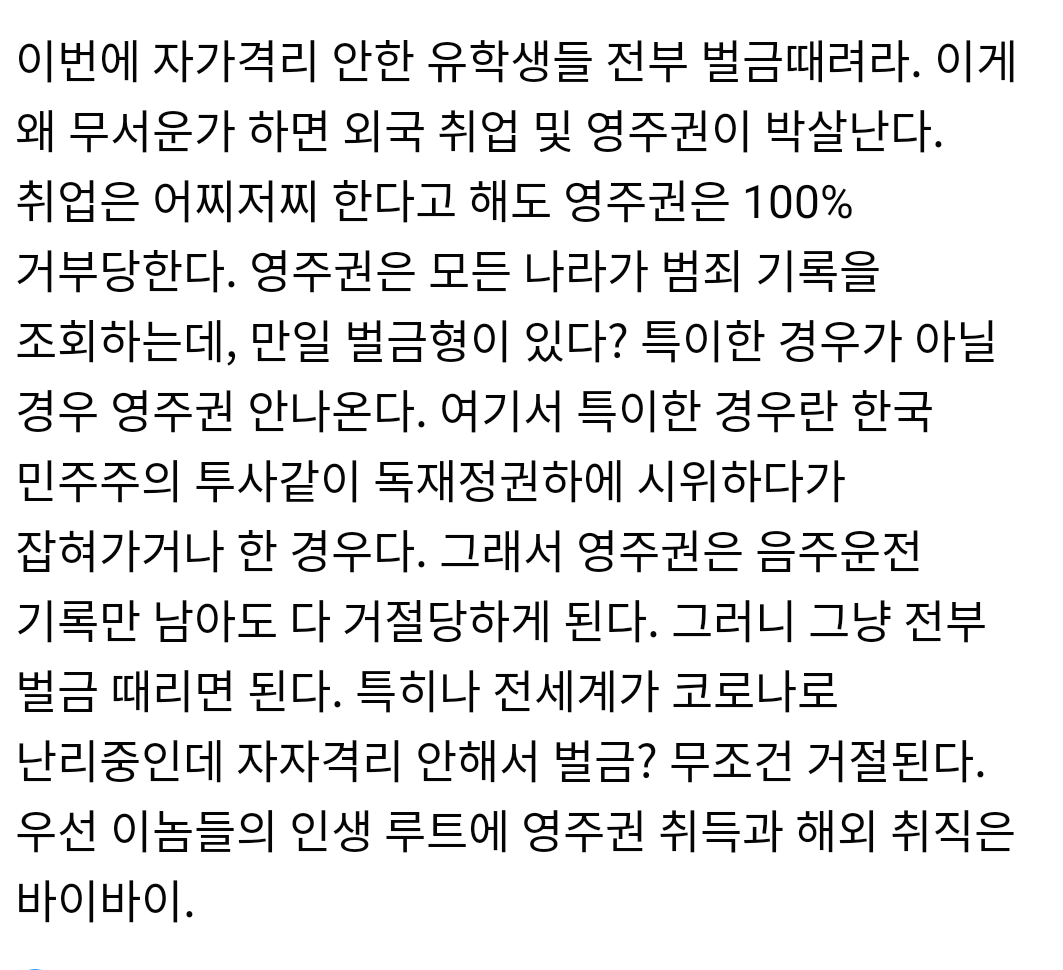 이번에 자가격리 안한 유학생들 전부 벌금때려라. 이게
왜 무서운가 하면 외국 취업 및 영주권이 박살난다.
취업은 어찌저찌 한다고 해도 영주권은 100%
거부당한다. 영주권은 모든 나라가 범죄 기록을
조회하는데, 만일 벌금형이 있다? 특이한 경우가 아닐
경우 영주권 안나온다. 여기서 특이한 경우란 한국
민주주의 투사같이 독재정권하에 시위하다가
잡혀가거나 한 경우다. 그래서 영주권은 음주운전
기록만 남아도 다 거절당하게 된다. 그러니 그냥 전부
벌금 때리면 된다. 특히나 전세계가 코로나로
난리중인데 자자격리 안해서 벌금? 무조건 거절된다.
우선 이놈들의 인생 루트에 영주권 취득과 해외 취직은
바이바이.